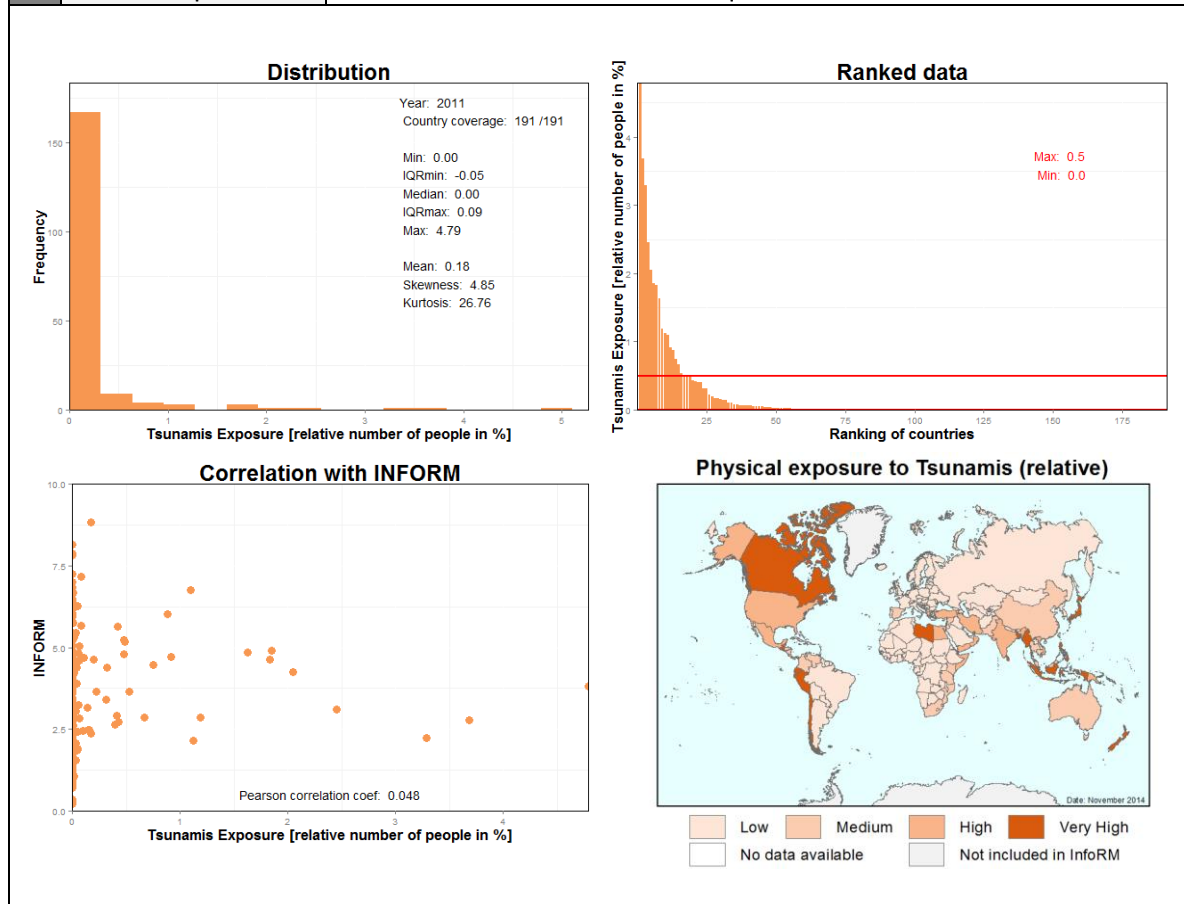 Distribution
Year: 2011
Country coverage: 191 /191
Min: 0.00
IQRmin: -0.05
Median: 0.00
IQRmax: 0.09
Max: 4.79
Mean: 0.18
Skewness: 4.85
Kurtosis: 26.76
Frequency
150
100
50
0
0 1 2 3 4 5
Tsunamis Exposure [relative number of people in %]
Ranked data
Max: 0.5
Min: 0.0
Tsunamis Exposure [relative number of people in %]
4
3
2
1
0
25 50 75 100 125 150 175
Ranking of countries
Correlation with INFORM
INFORM
10.0
7.5
5.0
2.5
0.0
Pearson correlation coef: 0.048
0 1 2 3 4
Tsunamis Exposure [relative number of people in %]
Physical exposure to Tsunamis (relative)
Date: November 2014
Low Medium High Very High
No data available Not included in InfoRM